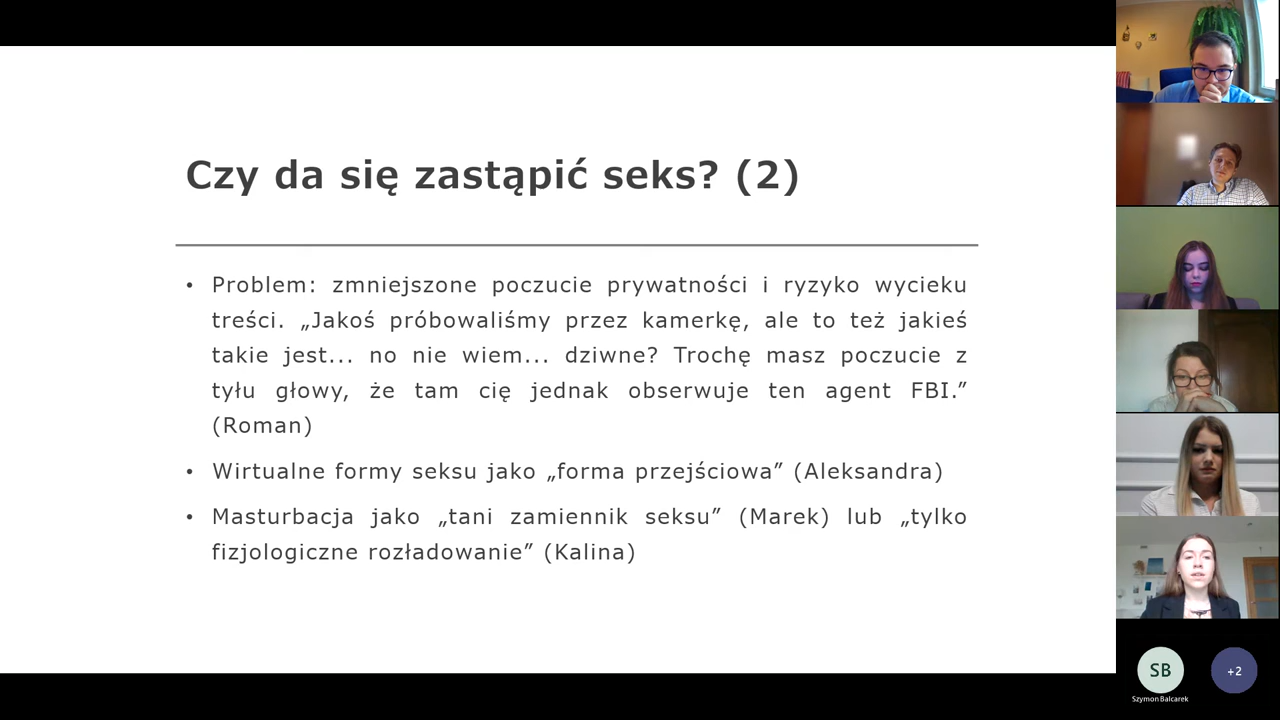 Czy da się zastąpić seks? (2)
• Problem: zmniejszone poczucie prywatności i ryzyko wycieku
treści. „Jakoś próbowaliśmy przez kamerkę, ale to też jakieś
takie jest... no nie wiem... dziwne? Trochę masz poczucie z
tyłu głowy, że tam cię jednak obserwuje ten agent FBI.”
(Roman)
• Wirtualne formy seksu jako „forma przejściowa” (Aleksandra)
• Masturbacja jako „tani zamiennik seksu” (Marek) lub „tylko
fizjologiczne rozładowanie” (Kalina)
SB
+2
Szymon Balcarek